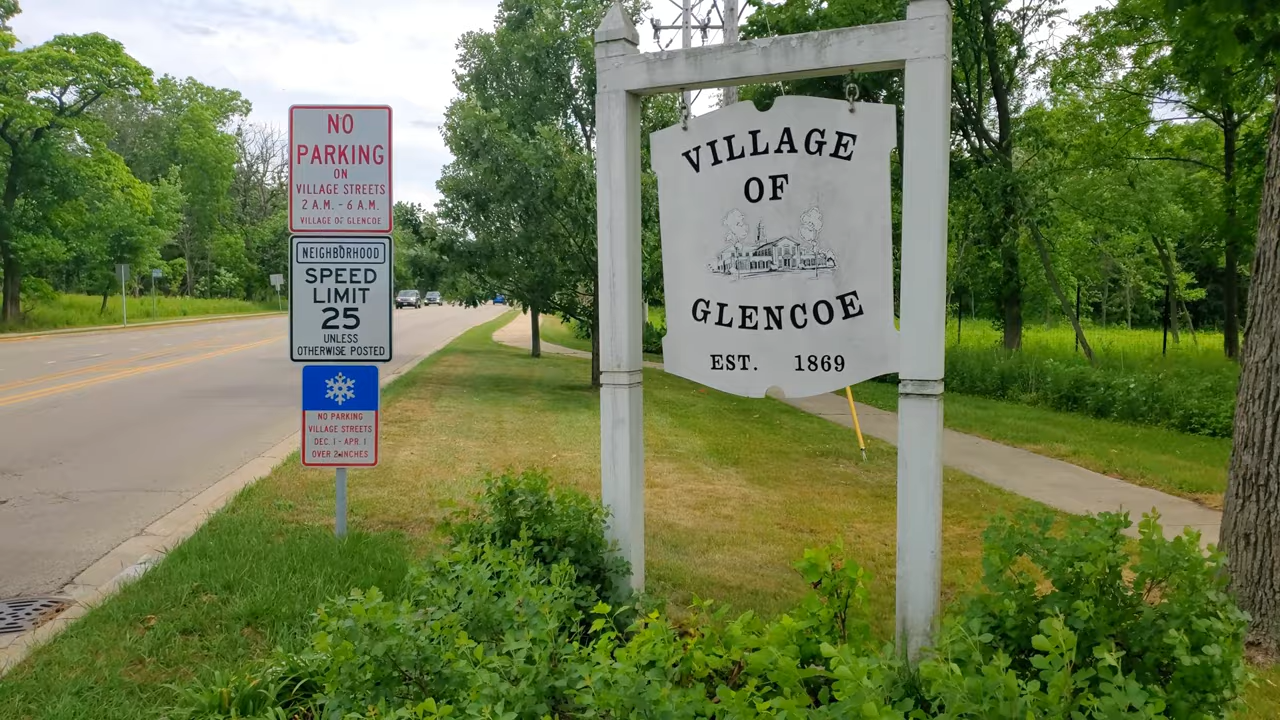 NO
PARKING
ON
VILLAGE STREETS
2 A.M. - 6 A.M.
VILLAGE OF GLENCOE
NEIGHBORHOOD
SPEED
LIMIT
25
UNLESS
OTHERWISE POSTED
NO PARKING
VILLAGE STREETS
DEC. 1 - APR. 1
OVER 2 INCHES
VILLAGE
OF
GLENCOE
EST. 1869